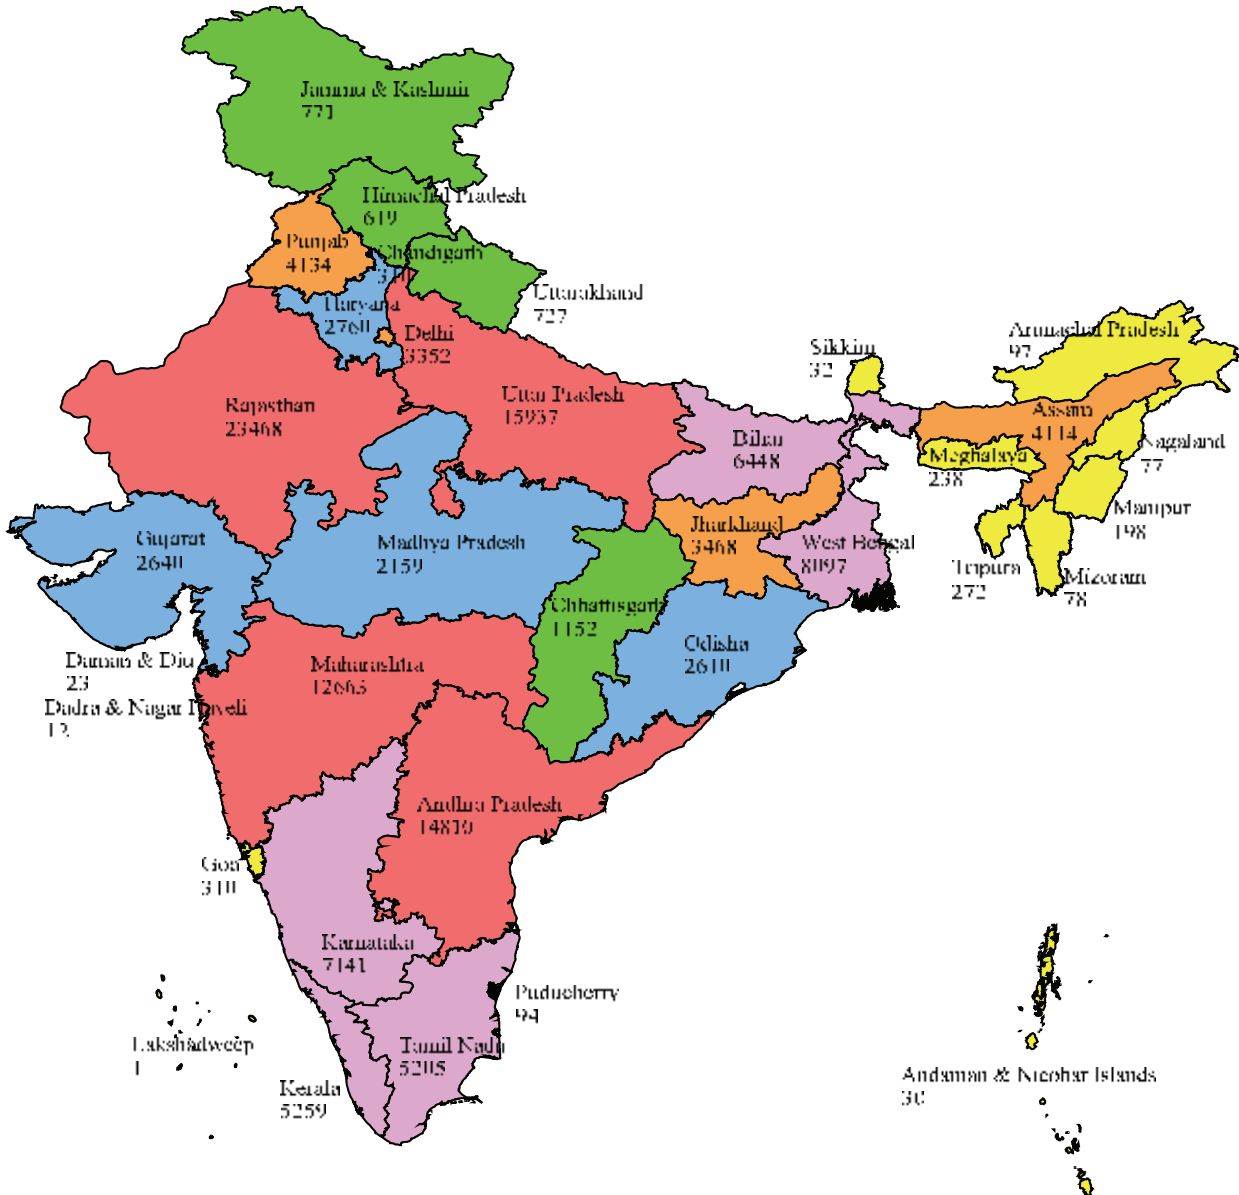 Jammu & Kashmir
771
Himachal Pradesh
619
Punjab
4134
Chandigarh
Uttarakhand
727
Haryana
2760
Delhi
3352
Arunachal Pradesh
97
Sikkim
32
Uttar Pradesh
15937
Rajasthan
23468
Assam
4114
Bihar
6448
Nagaland
77
Meghalaya
238
Manipur
198
Jharkhand
3468
Gujarat
2640
Madhya Pradesh
2159
West Bengal
8097
Tripura
272
Mizoram
78
Chhattisgarh
1152
Odisha
2610
Daman & Diu
23
Maharashtra
12663
Dadra & Nagar Haveli
12
Andhra Pradesh
14810
Goa
310
Karnataka
7141
Puducherry
94
Lakshadweep
1
Tamil Nadu
5205
Kerala
5259
Andaman & Nicobar Islands
30